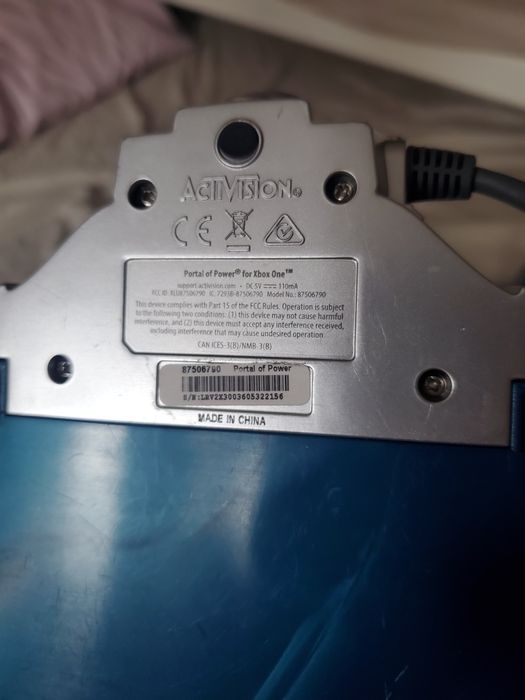 ACTIVISION®
CE
Portal of Power® for Xbox One™
support.activision.com • DC 5V 110mA
FCC ID: XLU87506790 IC: 7293B-87506790 Model No.: 87506790
This device complies with Part 15 of the FCC Rules. Operation is subject
to the following two conditions: (1) this device may not cause harmful
interference, and (2) this device must accept any interference received,
excluding interference that may cause undesired operation.
CAN ICES-3(B)/NMB-3(B)
87506790 Portal of Power
S/N:LRV2X3003605322156
MADE IN CHINA